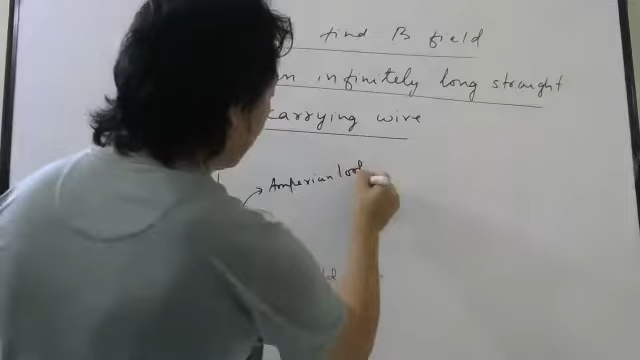 find B field
infinitely long straight
carrying wire
Amperian loop